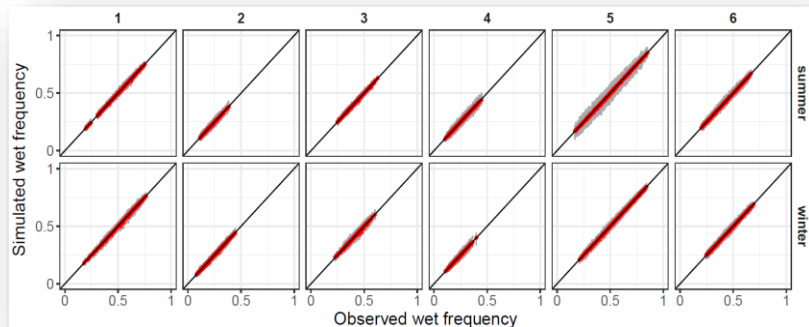 1 2 3 4 5 6
1
0.5
0
summer
1
0.5
0
winter
0 0.5 1 0 0.5 1 0 0.5 1 0 0.5 1 0 0.5 1 0 0.5 1
Simulated wet frequency
Observed wet frequency